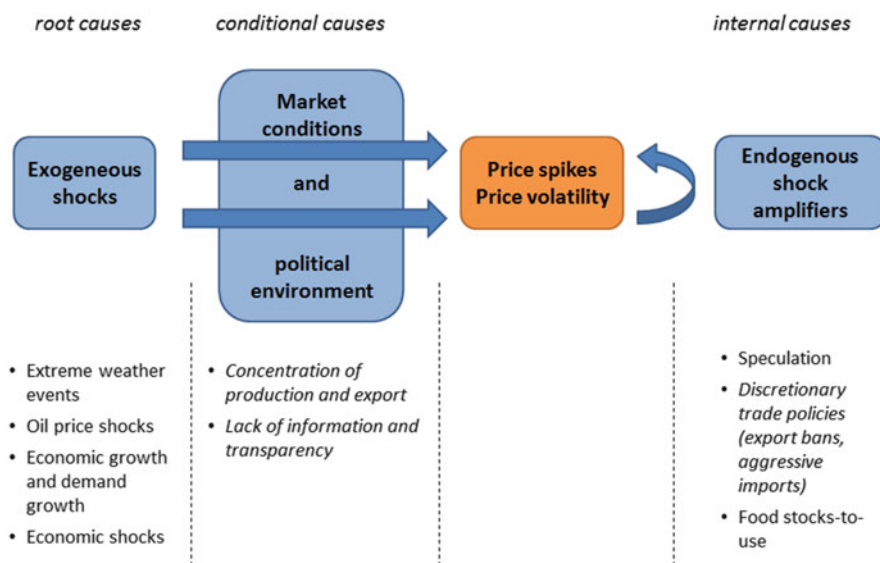 root causes
conditional causes
internal causes
Exogeneous
shocks
Market
conditions
and
political
environment
Price spikes
Price volatility
Endogenous
shock
amplifiers
• Extreme weather
events
• Oil price shocks
• Economic growth
and demand
growth
• Economic shocks
• Concentration of
production and export
• Lack of information and
transparency
• Speculation
• Discretionary
trade policies
(export bans,
aggressive
imports)
• Food stocks-to-
use